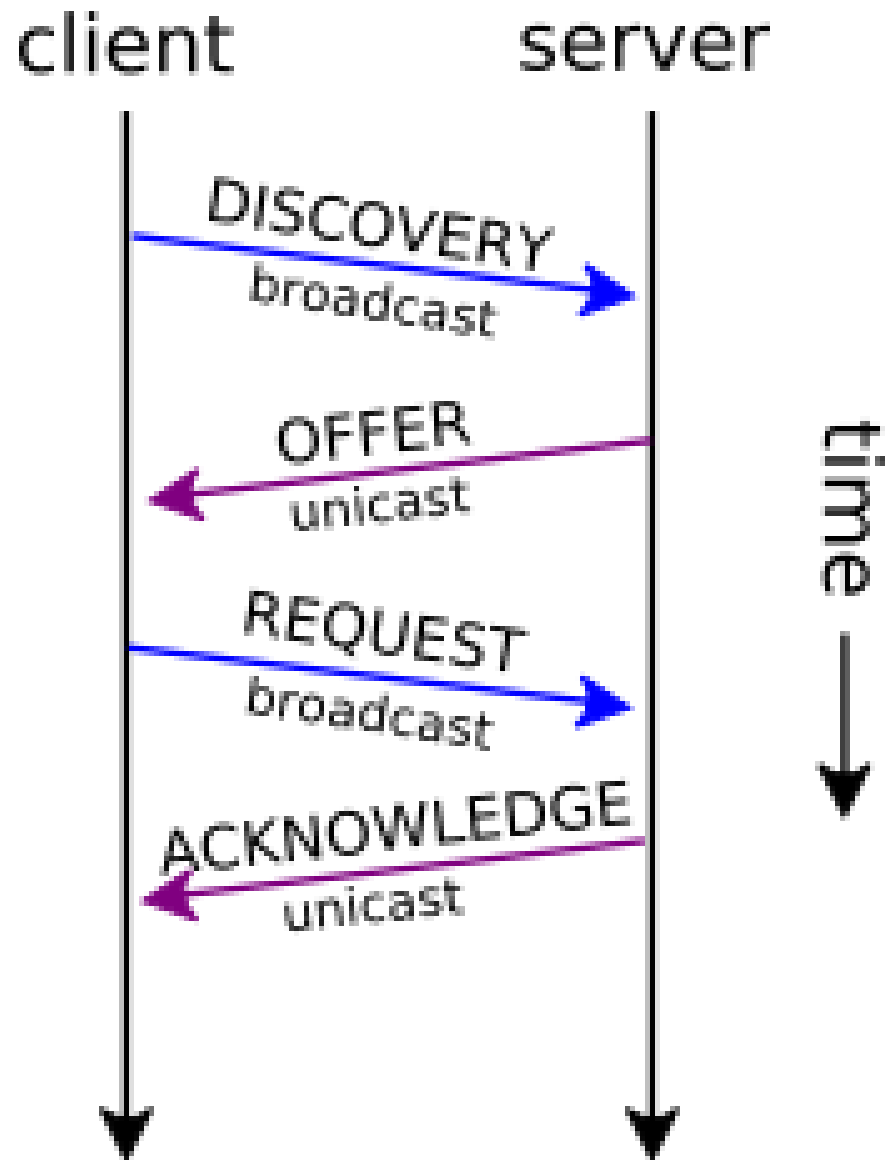 client
server
DISCOVERY
broadcast
OFFER
unicast
time
REQUEST
broadcast
ACKNOWLEDGE
unicast